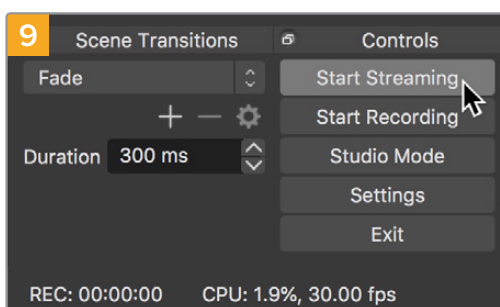 9
Scene Transitions
Controls
Fade
Start Streaming
Start Recording
Duration 300 ms
Studio Mode
Settings
Exit
REC: 00:00:00 CPU: 1.9%, 30.00 fps